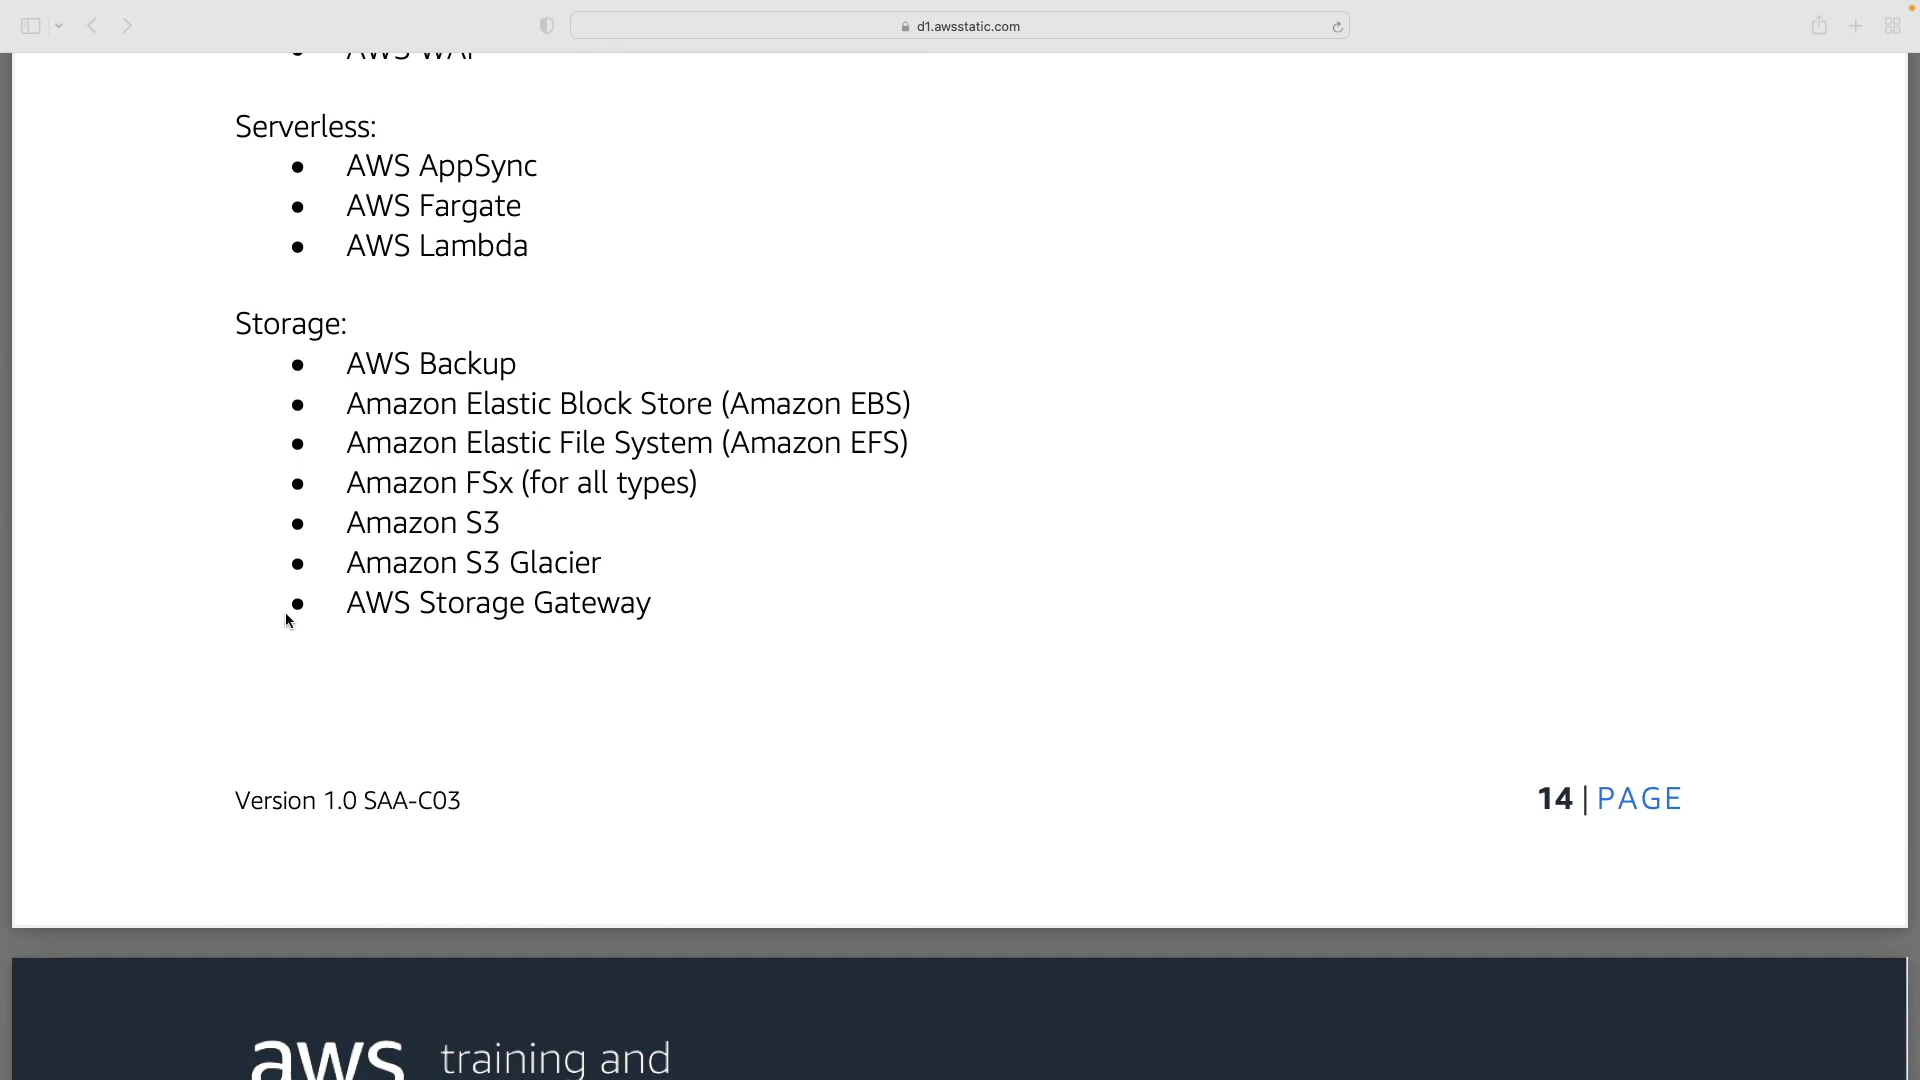 d1.awsstatic.com
AWS WAF
Serverless:
• AWS AppSync
• AWS Fargate
• AWS Lambda
Storage:
• AWS Backup
• Amazon Elastic Block Store (Amazon EBS)
• Amazon Elastic File System (Amazon EFS)
• Amazon FSx (for all types)
• Amazon S3
• Amazon S3 Glacier
• AWS Storage Gateway
Version 1.0 SAA-C03
14 | PAGE
aws training and